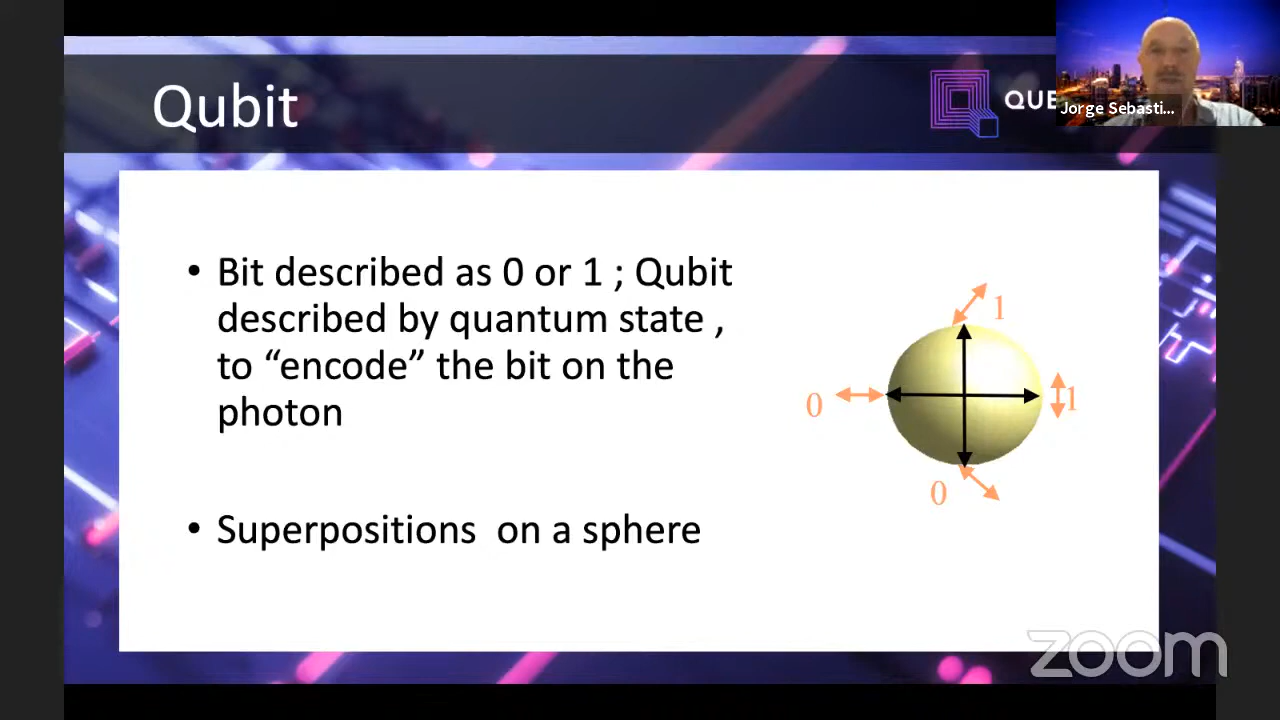 Qubit
QUE
Jorge Sebasti...
• Bit described as 0 or 1 ; Qubit
described by quantum state ,
to “encode” the bit on the
photon
• Superpositions on a sphere
1
0
1
0
zoom